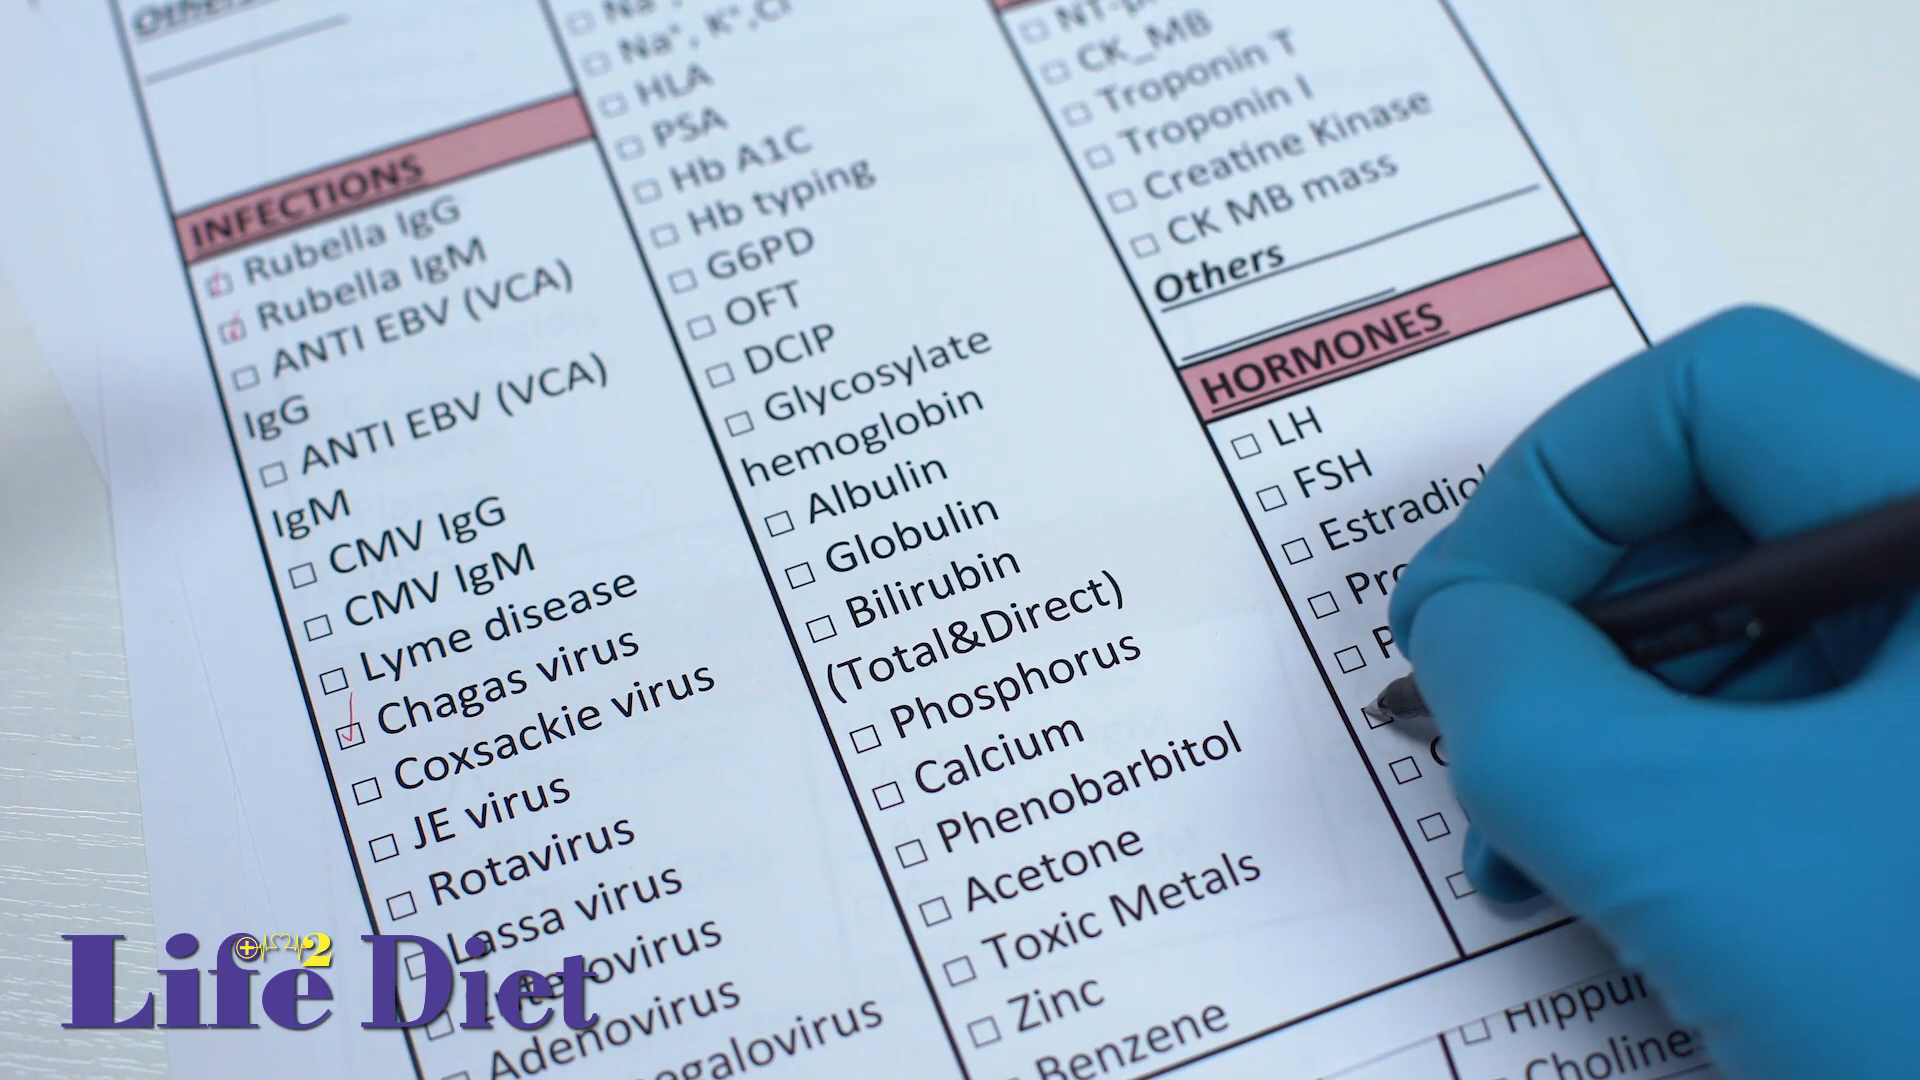 Others
INFECTIONS
Rubella IgG
Rubella IgM
ANTI EBV (VCA)
IgG
ANTI EBV (VCA)
IgM
CMV IgG
CMV IgM
Lyme disease
Chagas virus
Coxsackie virus
JE virus
Rotavirus
Lassa virus
Adenovirus
Na⁺, K⁺, Cl
HLA
PSA
Hb A1C
Hb typing
G6PD
OFT
DCIP
Glycosylate
hemoglobin
Albulin
Globulin
Bilirubin
(Total&Direct)
Phosphorus
Calcium
Phenobarbitol
Acetone
Toxic Metals
Zinc
Benzene
CK_MB
Troponin T
Troponin I
Creatine Kinase
CK MB mass
Others
HORMONES
LH
FSH
Estradiol
Choline
Life 2 Diet